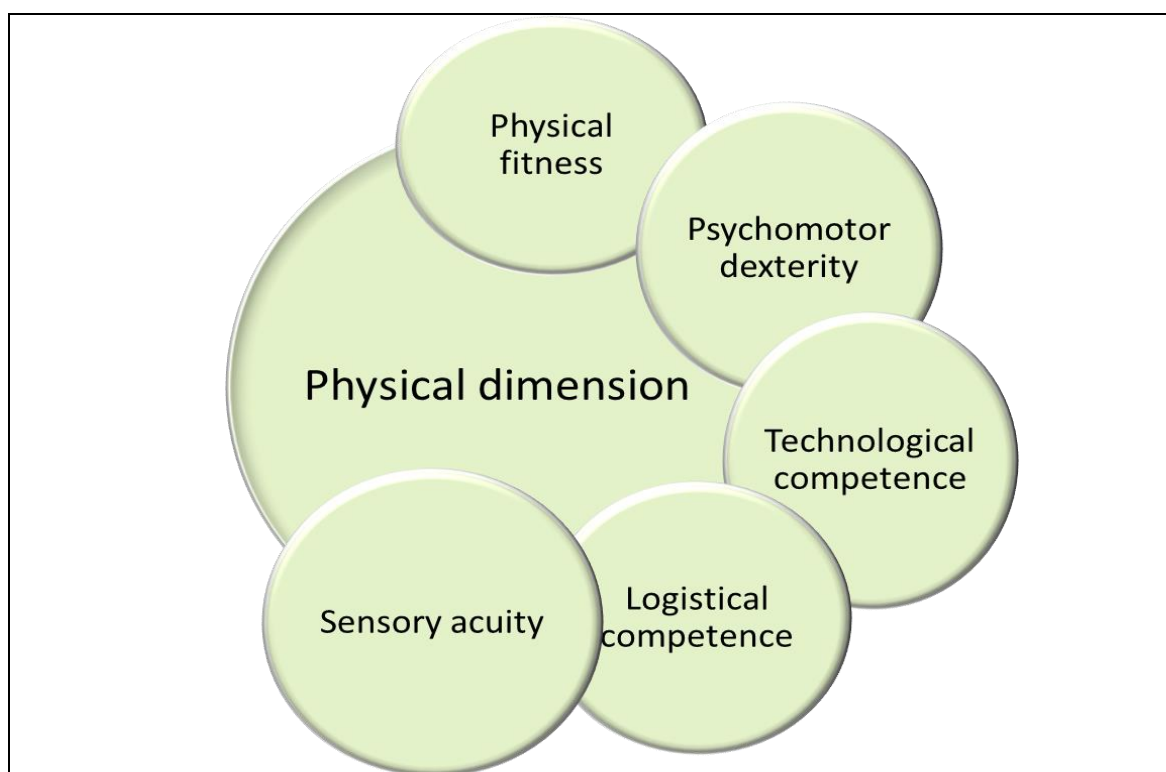 Physical
fitness
Psychomotor
dexterity
Physical dimension
Technological
competence
Logistical
competence
Sensory acuity